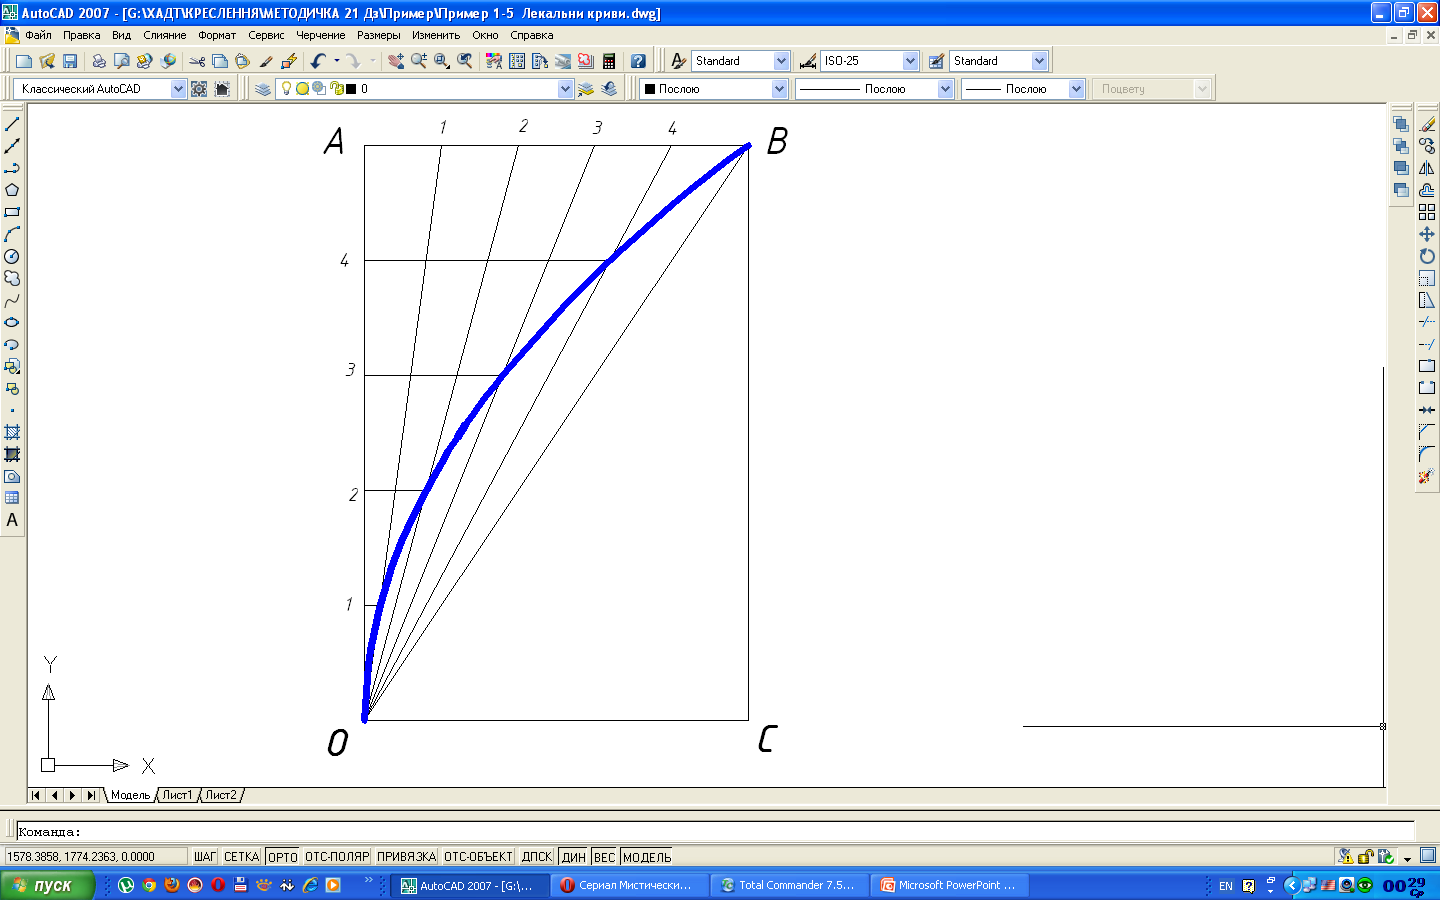 AutoCAD 2007 - [G:\ХАДТ\КРЕСЛЕННЯ\МЕТОДИЧКА 21 Дз\Пример\Пример 1-5 Лекальни криви.dwg]
Файл Правка Вид Слияние Формат Сервис Черчение Размеры Изменить Окно Справка
Standard ISO-25 Standard
Классический AutoCAD 0 Послою Послою Послою Поцвету
A 1 2 3 4 B
4
3
2
1
O C
Y
X
A
Модель Лист1 Лист2
Команда:
1578.3858, 1774.2363, 0.0000 ШАГ СЕТКА ОРТО ОТС-ПОЛЯР ПРИВЯЗКА ОТС-ОБЪЕКТ ДПСК ДИН ВЕС МОДЕЛЬ
пуск AutoCAD 2007 - [G:\... Сериал Мистически... Total Commander 7.5... Microsoft PowerPoint ... EN 00 29 Ср